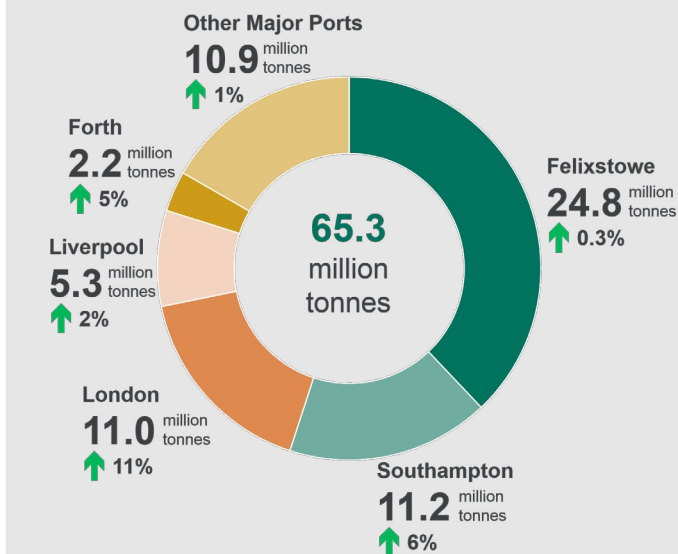 Other Major Ports
10.9 million tonnes
1%
Forth
2.2 million tonnes
5%
Felixstowe
24.8 million tonnes
0.3%
65.3
million
tonnes
Liverpool
5.3 million tonnes
2%
London
11.0 million tonnes
11%
Southampton
11.2 million tonnes
6%